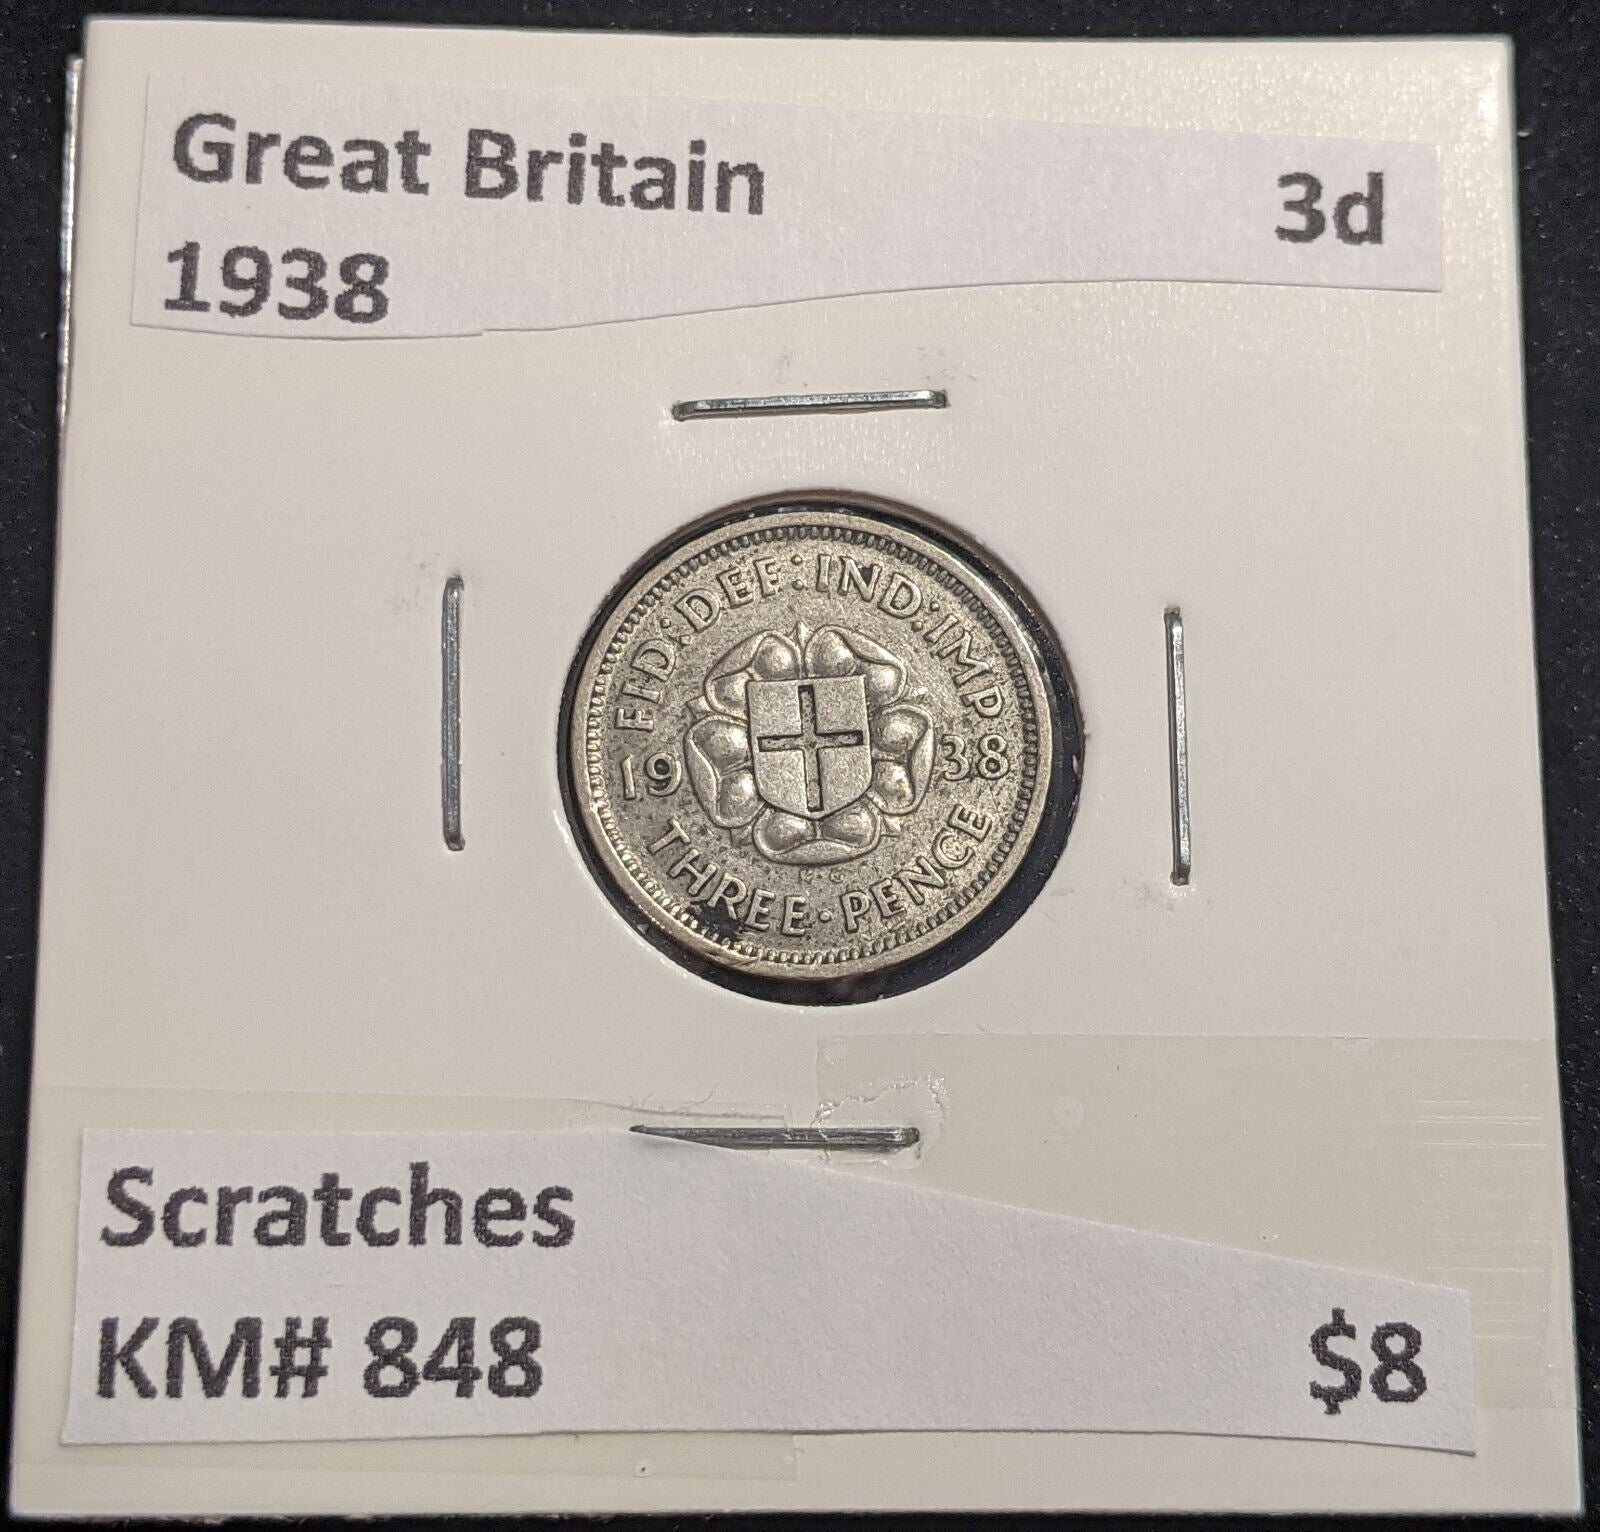 Great Britain 3d
1938
FID:DEF:IND:IMP
19 38
THREE·PENCE
K·G
Scratches
KM# 848 $8